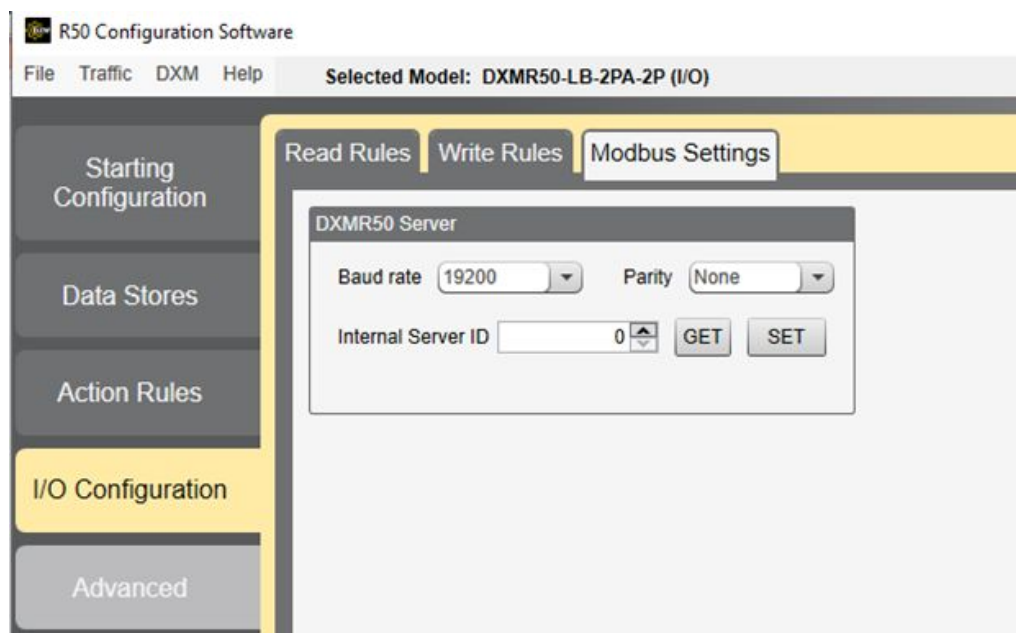 R50 Configuration Software
File Traffic DXM Help Selected Model: DXMR50-LB-2PA-2P (I/O)
Read Rules Write Rules Modbus Settings
Starting
Configuration
DXMR50 Server
Baud rate 19200 Parity None
Internal Server ID 0 GET SET
Data Stores
Action Rules
I/O Configuration
Advanced